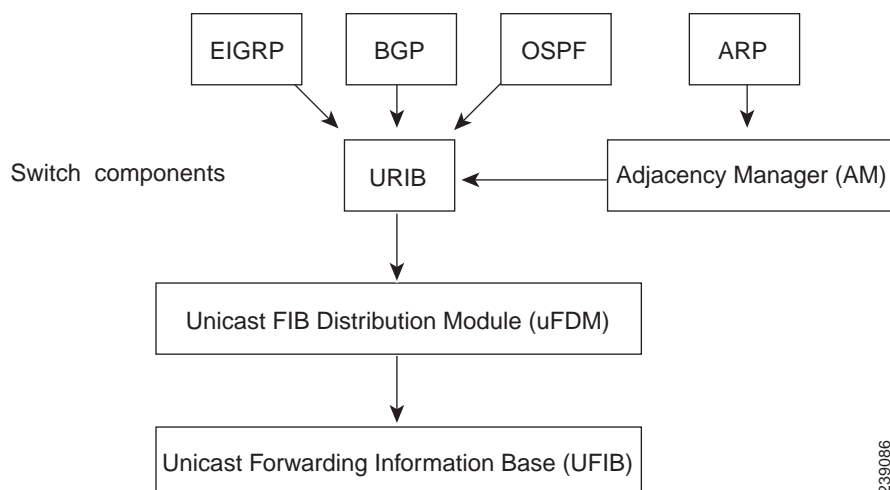 EIGRP
BGP
OSPF
ARP
Switch components
URIB
Adjacency Manager (AM)
Unicast FIB Distribution Module (uFDM)
Unicast Forwarding Information Base (UFIB)
239086